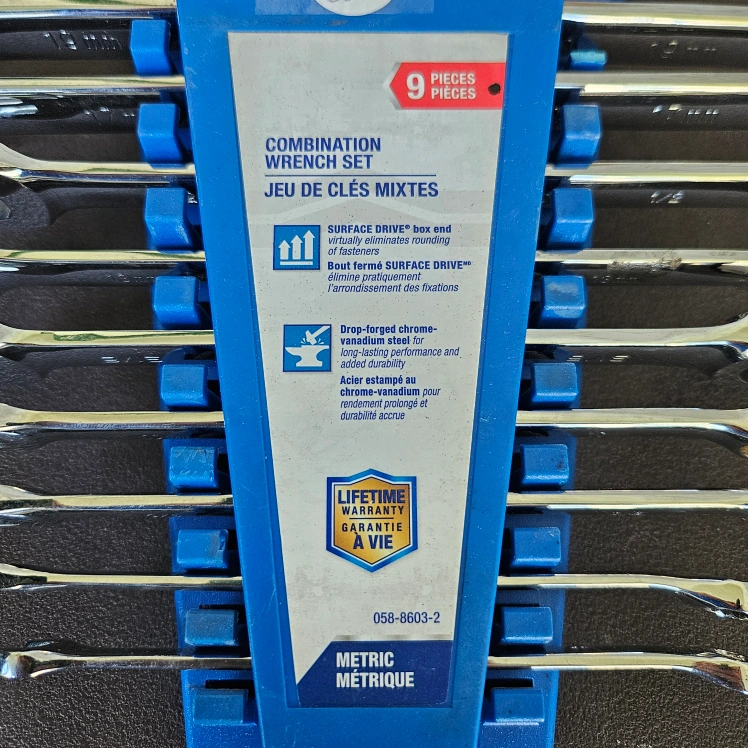 9 PIECES
PIÈCES
COMBINATION
WRENCH SET
JEU DE CLÉS MIXTES
SURFACE DRIVE® box end
virtually eliminates rounding
of fasteners
Bout fermé SURFACE DRIVEᴹᴰ
élimine pratiquement
l'arrondissement des fixations
Drop-forged chrome-
vanadium steel for
long-lasting performance and
added durability
Acier estampé au
chrome-vanadium pour
rendement prolongé et
durabilité accrue
LIFETIME
WARRANTY
GARANTIE
À VIE
058-8603-2
METRIC
MÉTRIQUE